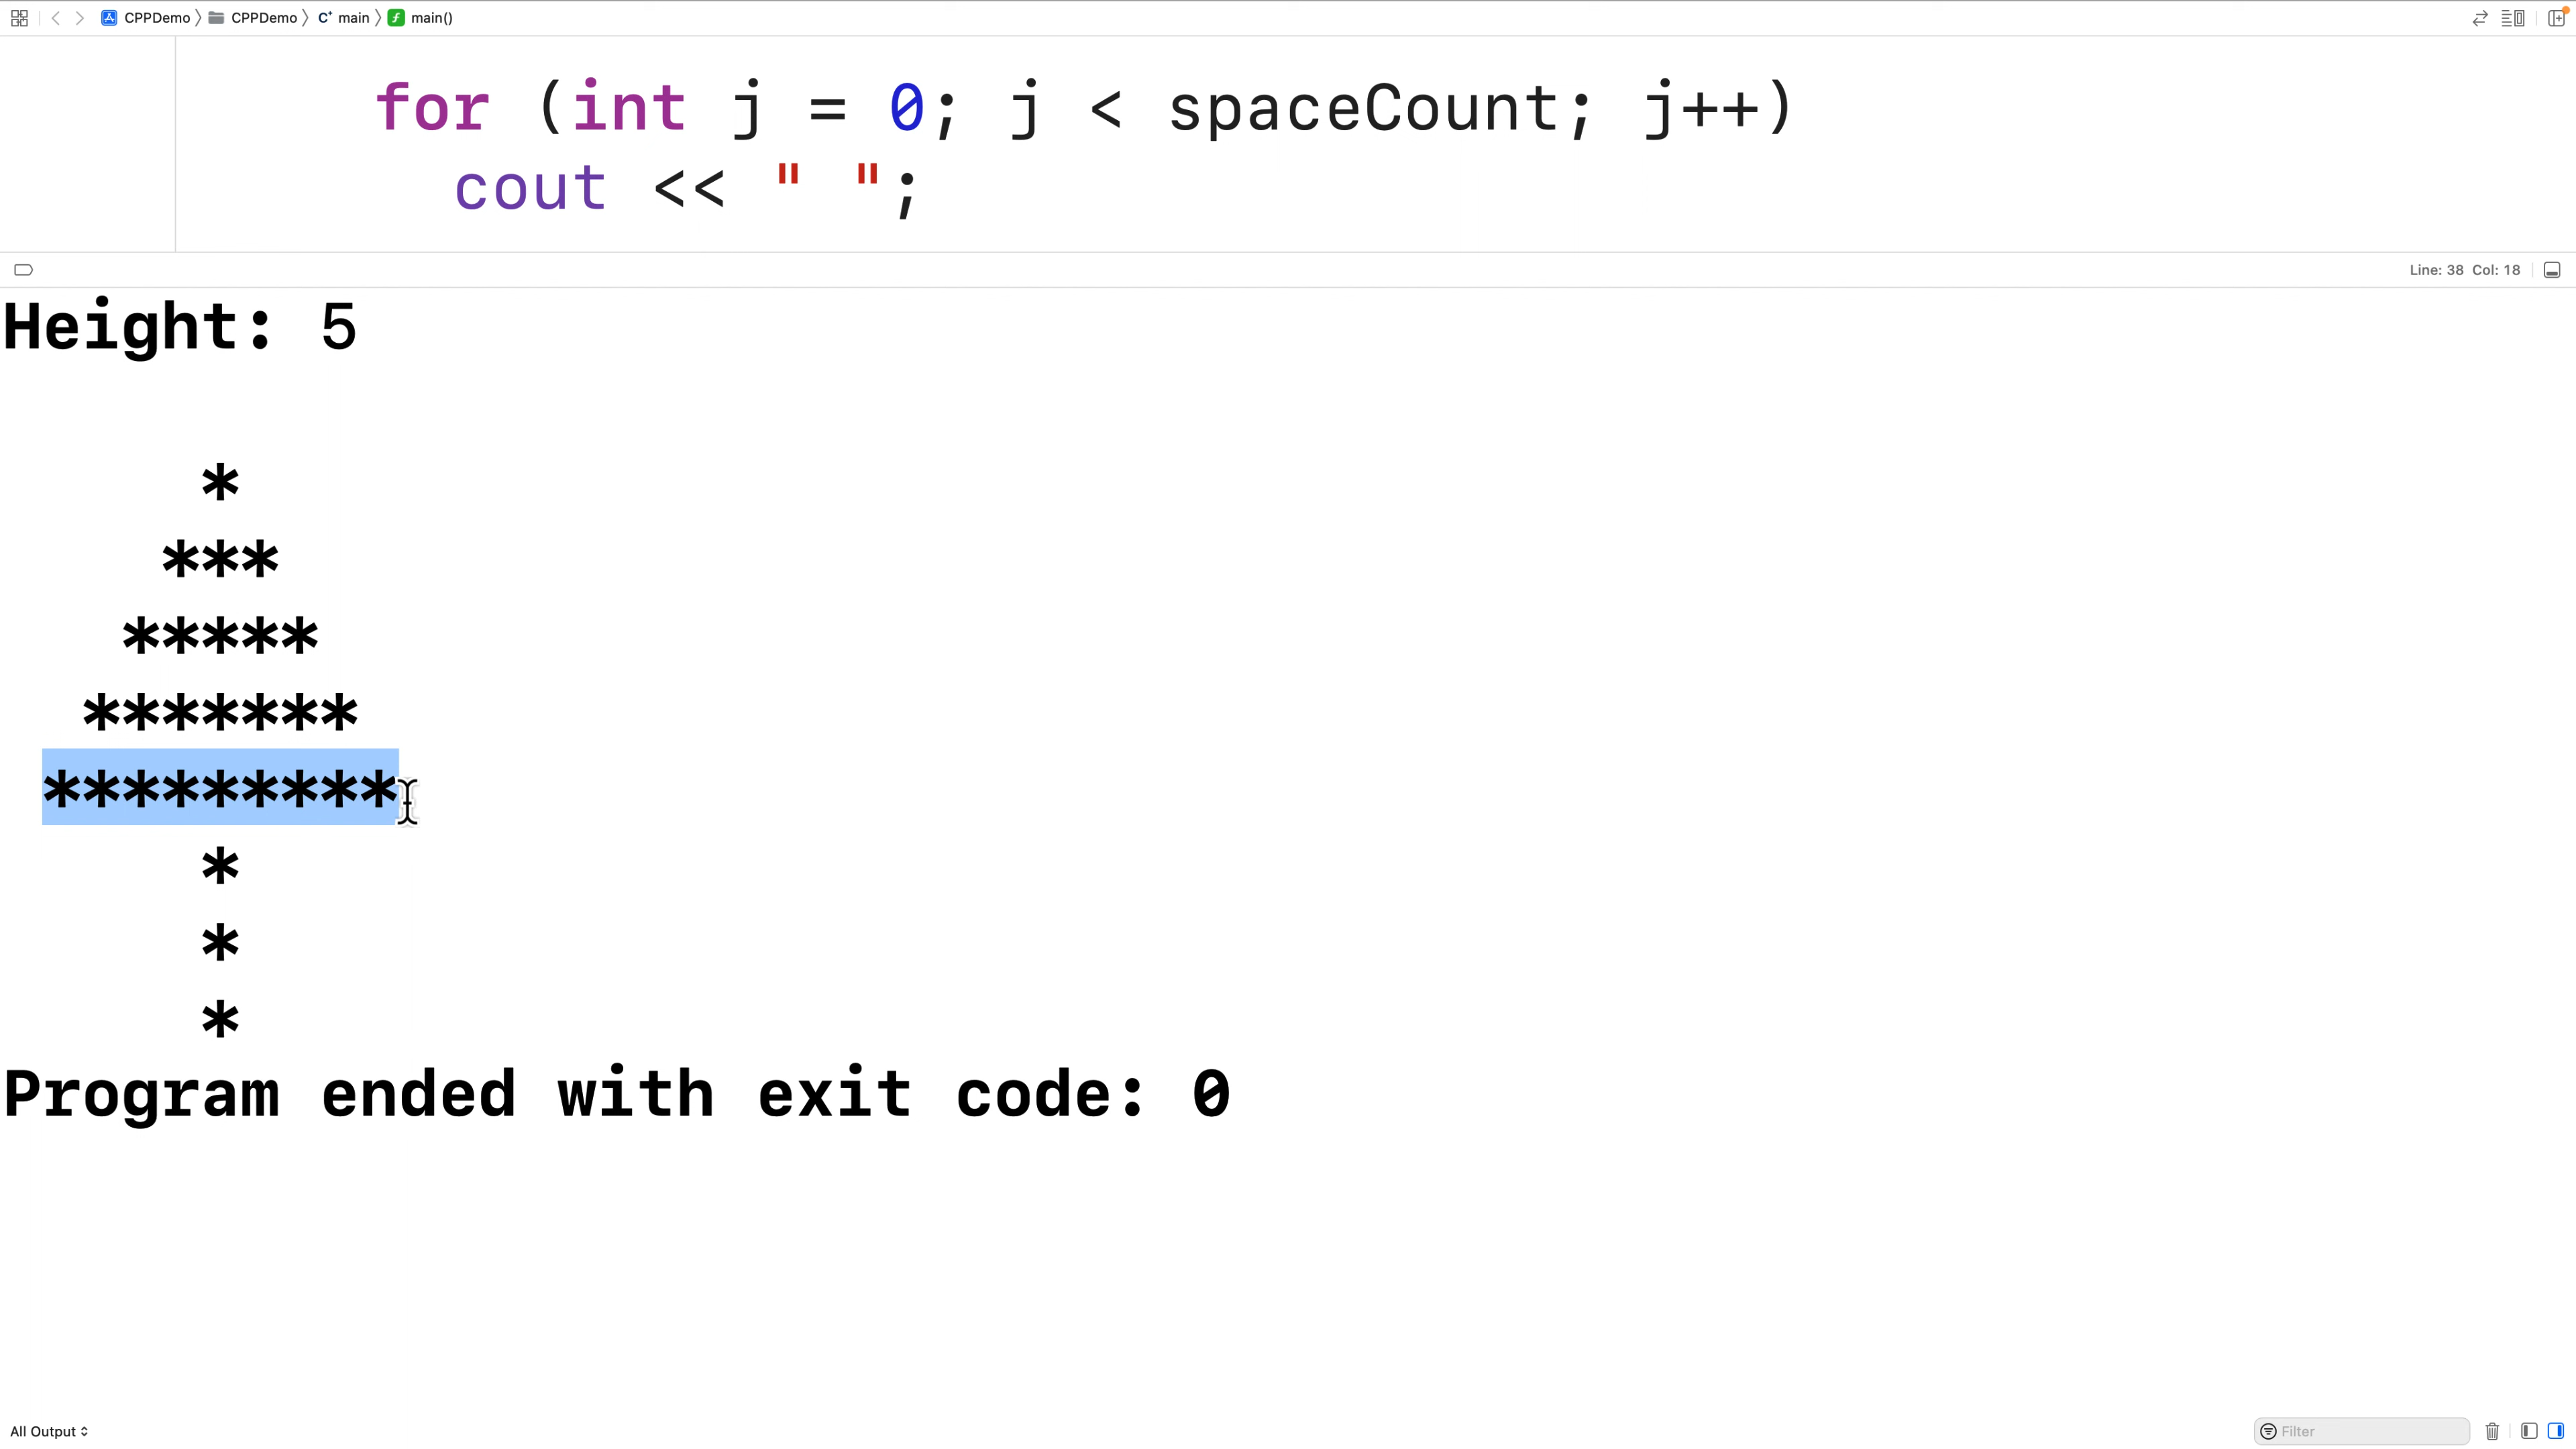 CPPDemo CPPDemo C+ main f main()
for (int j = 0; j < spaceCount; j++)
cout << " ";
Line: 38 Col: 18
Height: 5
*
***
*****
*******
*********
*
*
*
Program ended with exit code: 0
All Output
Filter